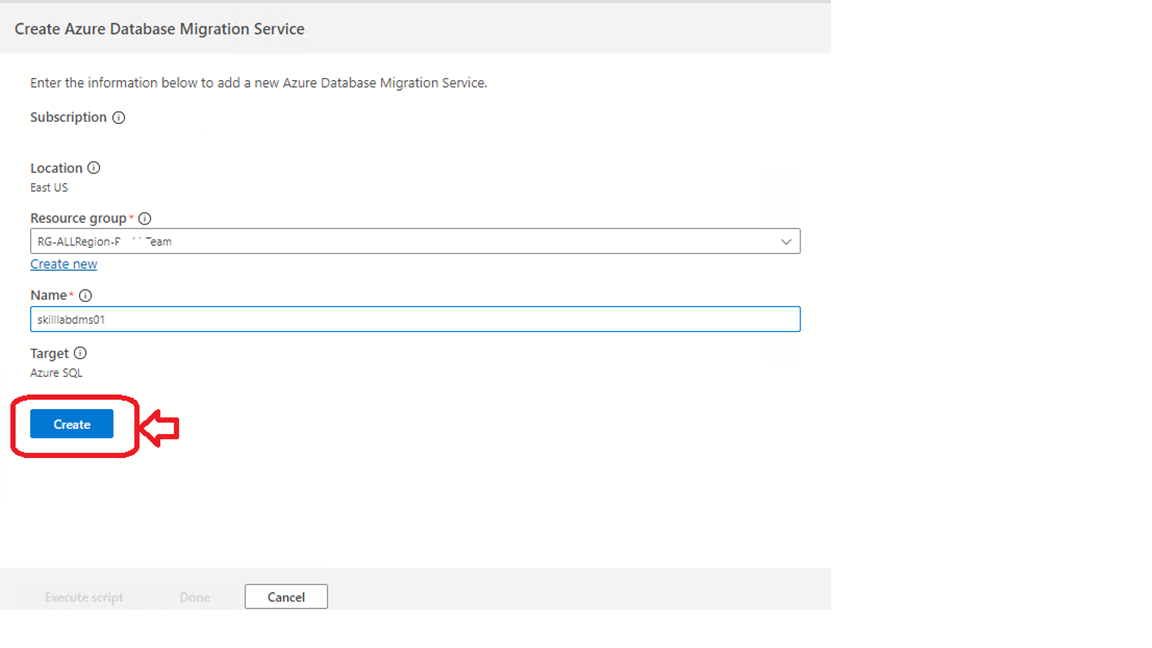 Create Azure Database Migration Service
Enter the information below to add a new Azure Database Migration Service.
Subscription
Location
East US
Resource group*
RG-ALLRegion- Team
Create new
Name*
skilllabdms01
Target
Azure SQL
Create
Execute script Done Cancel